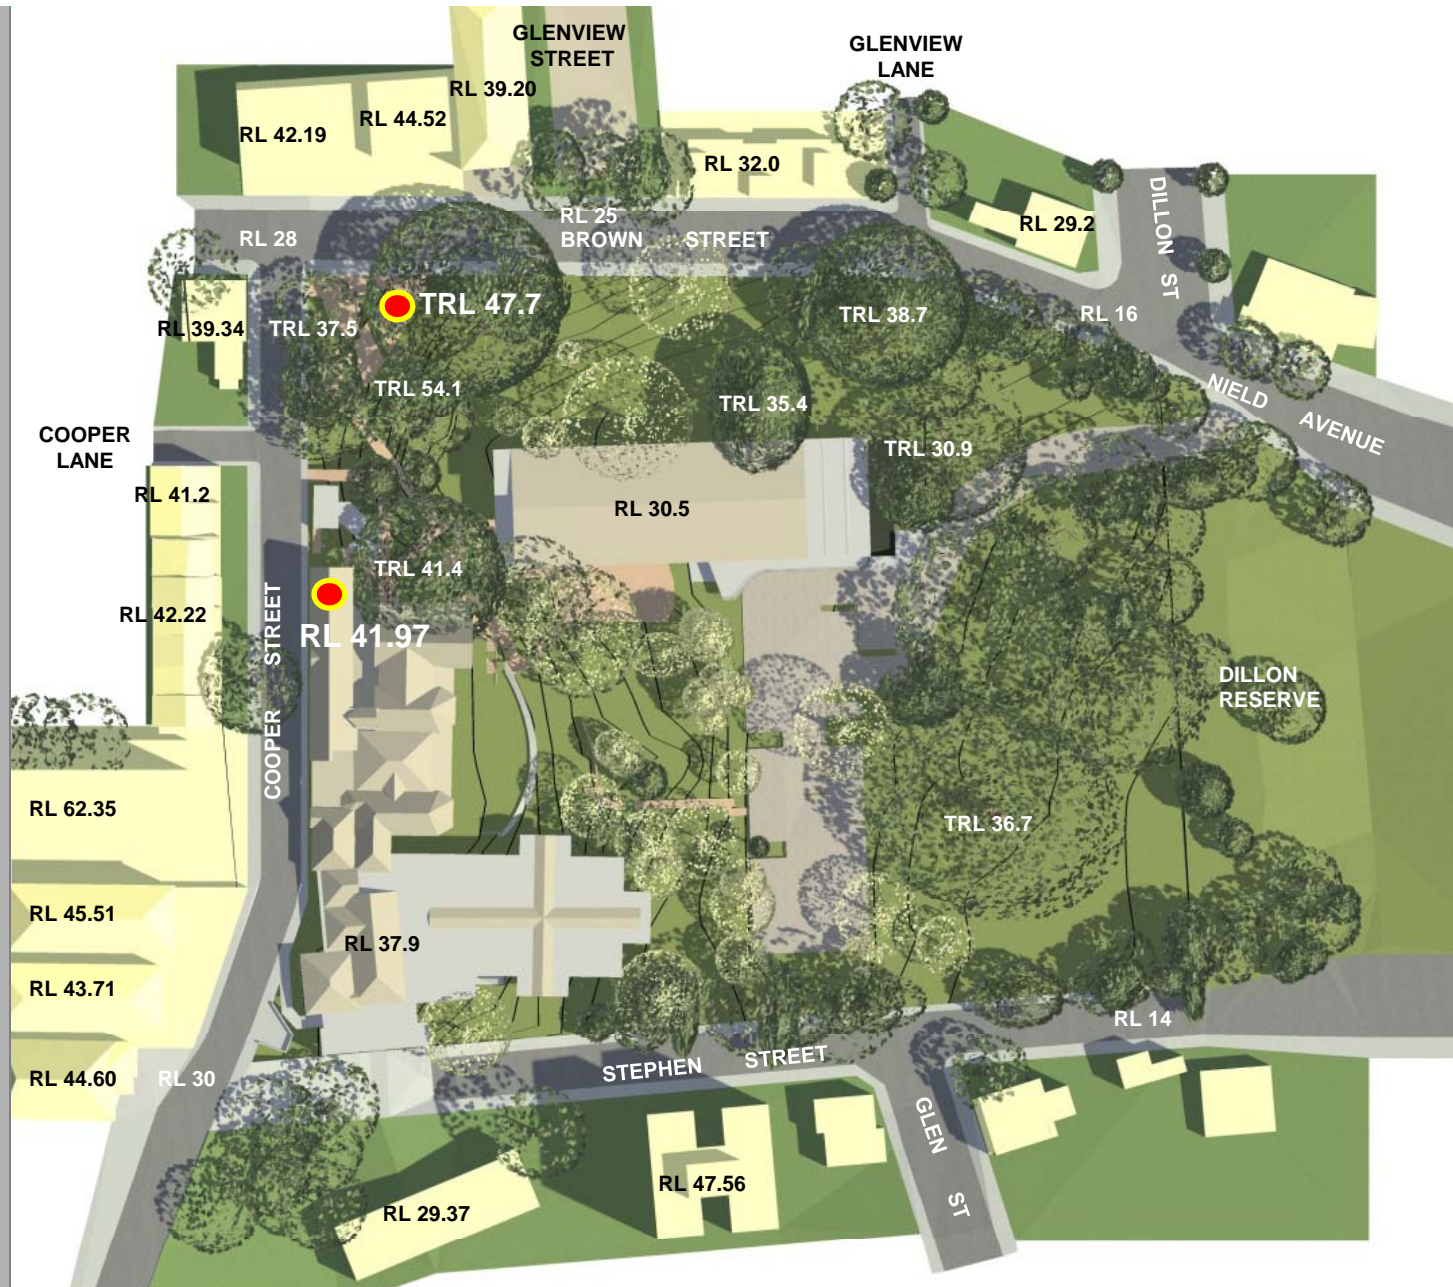 GLENVIEW
STREET
GLENVIEW
LANE
RL 39.20
RL 44.52
RL 42.19
RL 32.0
DILLON ST
RL 29.2
RL 25
BROWN STREET
RL 28
TRL 47.7
TRL 38.7
RL 16
RL 39.34
TRL 37.5
TRL 54.1
TRL 35.4
NIELD AVENUE
COOPER
LANE
TRL 30.9
RL 41.2
RL 30.5
TRL 41.4
RL 42.22
RL 41.97
COOPER STREET
DILLON
RESERVE
RL 62.35
TRL 36.7
RL 45.51
RL 37.9
RL 43.71
RL 14
RL 44.60
RL 30
STEPHEN STREET
GLEN ST
RL 47.56
RL 29.37